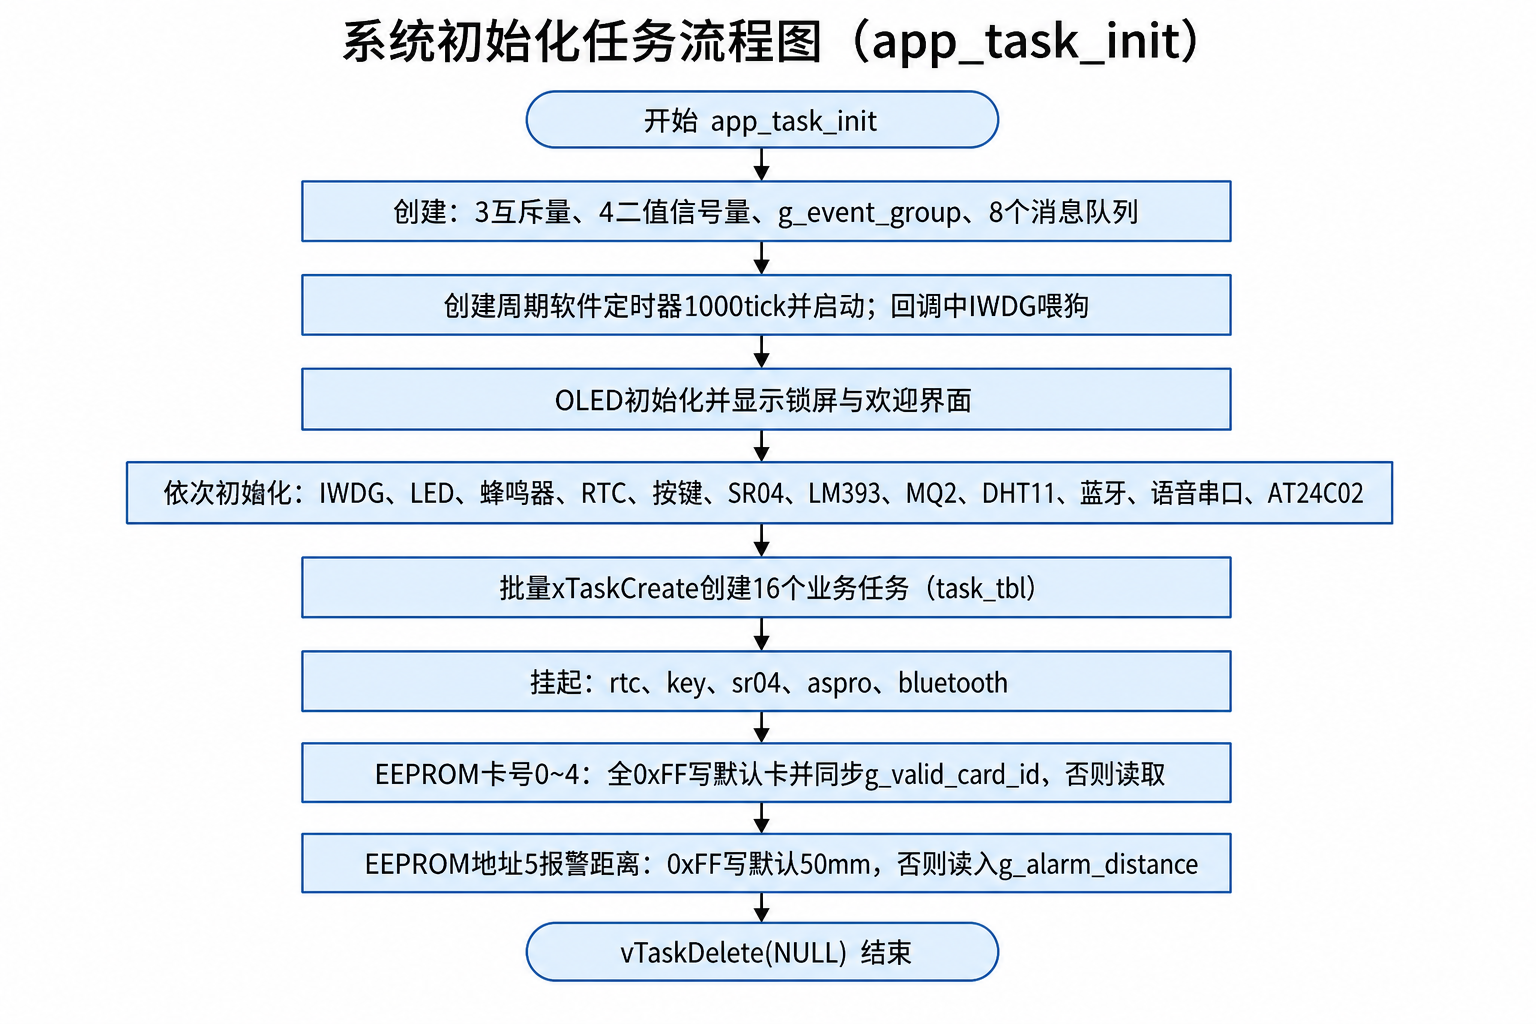 系统初始化任务流程图（app_task_init）
开始 app_task_init
创建：3互斥量、4二值信号量、g_event_group、8个消息队列
创建周期软件定时器1000tick并启动；回调中IWDG喂狗
OLED初始化并显示锁屏与欢迎界面
依次初始化：IWDG、LED、蜂鸣器、RTC、按键、SR04、LM393、MQ2、DHT11、蓝牙、语音串口、AT24C02
批量xTaskCreate创建16个业务任务（task_tbl）
挂起：rtc、key、sr04、aspro、bluetooth
EEPROM卡号0~4：全0xFF写默认卡并同步g_valid_card_id，否则读取
EEPROM地址5报警距离：0xFF写默认50mm，否则读入g_alarm_distance
vTaskDelete(NULL) 结束